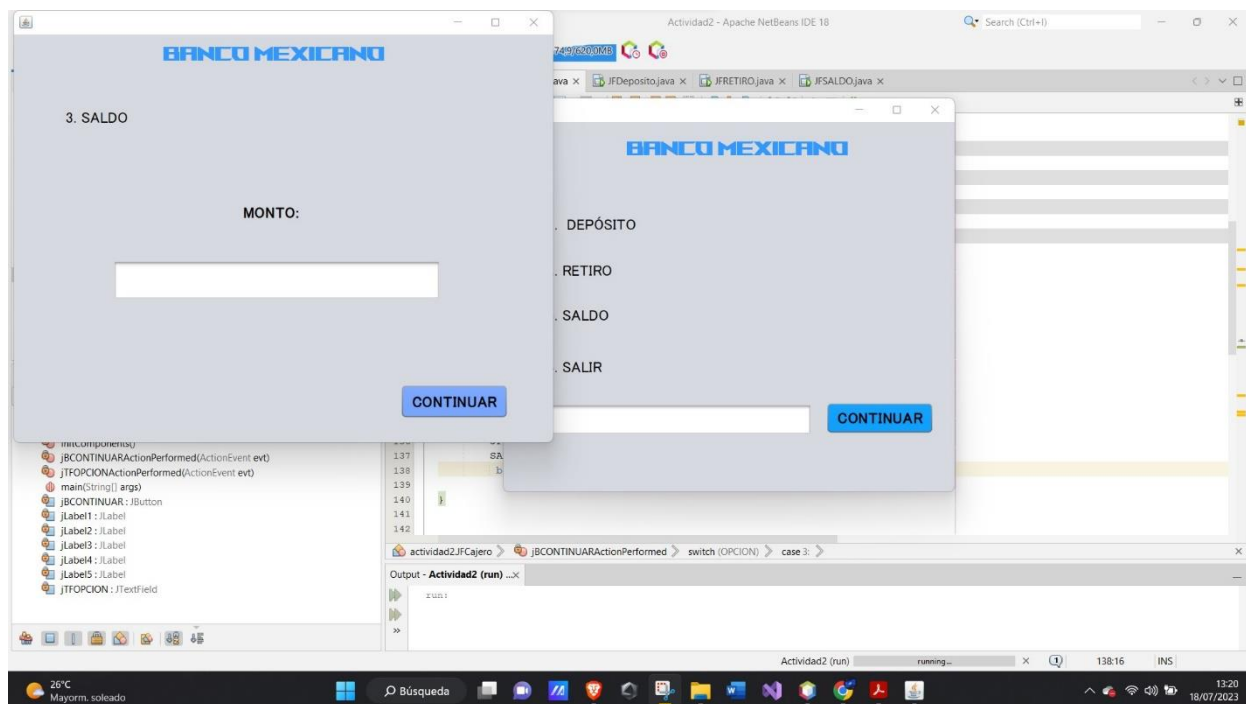 Actividad2 - Apache NetBeans IDE 18
Search (Ctrl+I)
BANCO MEXICANO
3. SALDO
MONTO:
CONTINUAR
JFDeposito.java
JFRETIRO.java
JFSALDO.java
BANCO MEXICANO
. DEPÓSITO
. RETIRO
. SALDO
. SALIR
CONTINUAR
initComponents()
jBCONTINUARActionPerformed(ActionEvent evt)
jTFOPCIONActionPerformed(ActionEvent evt)
main(String[] args)
jBCONTINUAR : JButton
jLabel1 : JLabel
jLabel2 : JLabel
jLabel3 : JLabel
jLabel4 : JLabel
jLabel5 : JLabel
jTFOPCION : JTextField
137 SA
138 b
139
140 }
141
142
actividad2.JFCajero jBCONTINUARActionPerformed switch (OPCION) case 3:
Output - Actividad2 (run) ...
run:
Actividad2 (run) running... 138:16 INS
26°C
Mayorm. soleado
Búsqueda
13:20
18/07/2023